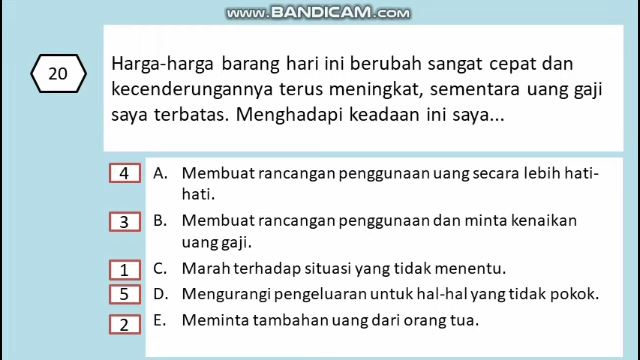 www.BANDICAM.com
20
Harga-harga barang hari ini berubah sangat cepat dan
kecenderungannya terus meningkat, sementara uang gaji
saya terbatas. Menghadapi keadaan ini saya...
4 A. Membuat rancangan penggunaan uang secara lebih hati-
hati.
3 B. Membuat rancangan penggunaan dan minta kenaikan
uang gaji.
1 C. Marah terhadap situasi yang tidak menentu.
5 D. Mengurangi pengeluaran untuk hal-hal yang tidak pokok.
2 E. Meminta tambahan uang dari orang tua.